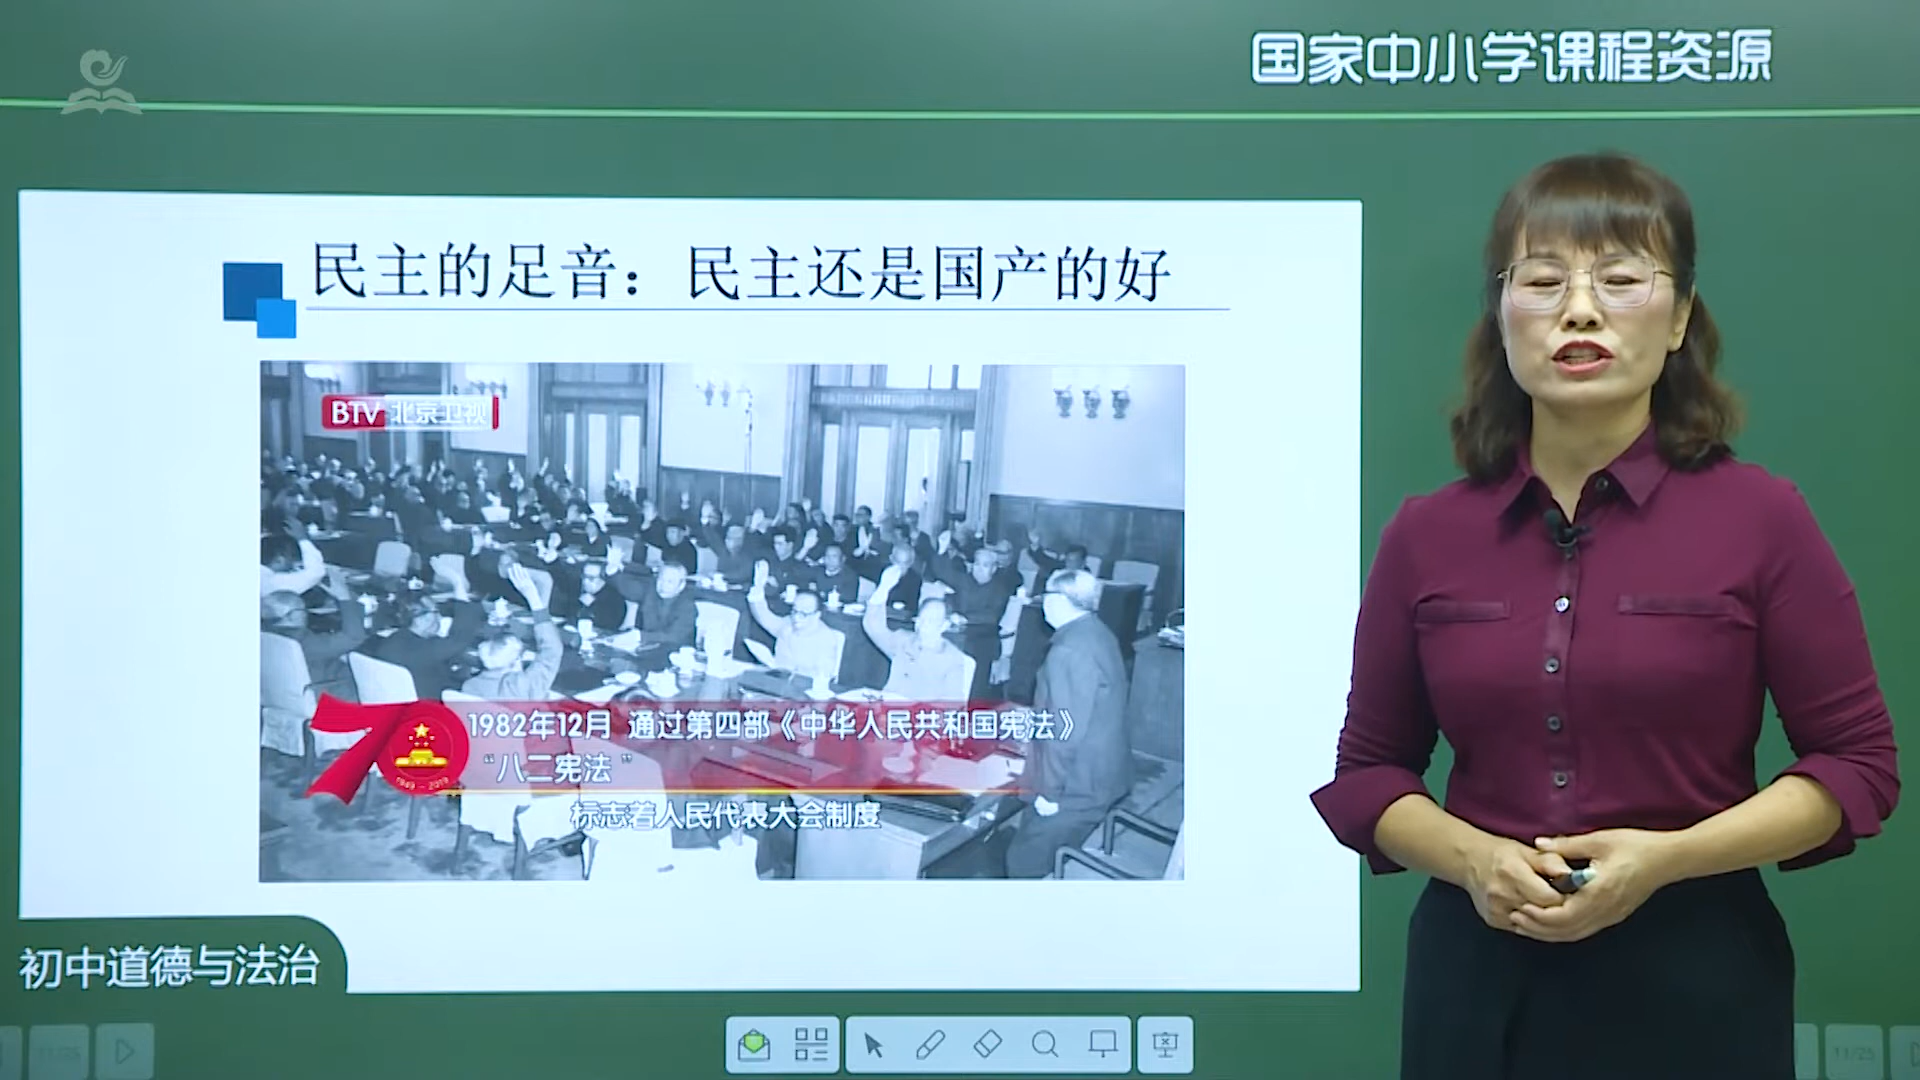 国家中小学课程资源
民主的足音：民主还是国产的好
BTV 北京卫视
1982年12月 通过第四部《中华人民共和国宪法》
“八二宪法”
标志着人民代表大会制度
初中道德与法治
11/25